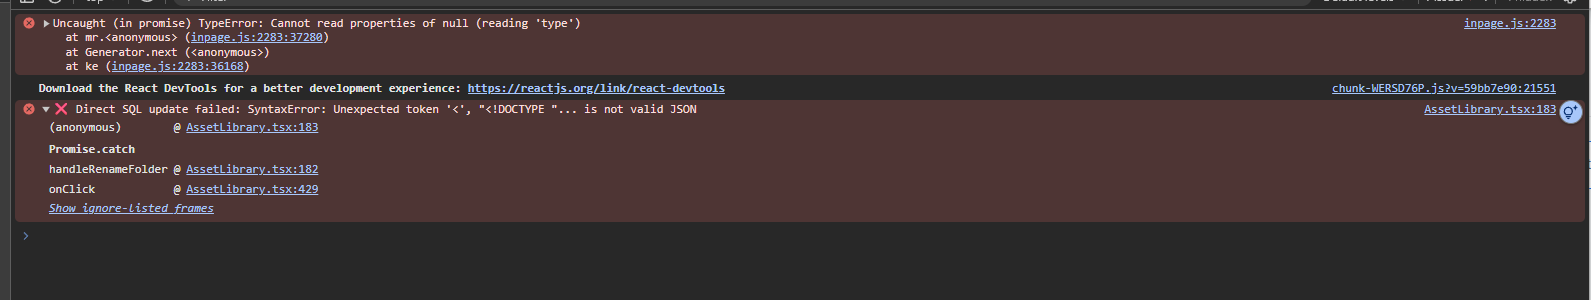 Uncaught (in promise) TypeError: Cannot read properties of null (reading 'type') inpage.js:2283
at mr.<anonymous> (inpage.js:2283:37280)
at Generator.next (<anonymous>)
at ke (inpage.js:2283:36168)
Download the React DevTools for a better development experience: https://reactjs.org/link/react-devtools chunk-WERSD76P.js?v=59bb7e90:21551
❌ Direct SQL update failed: SyntaxError: Unexpected token '<', "<!DOCTYPE "... is not valid JSON AssetLibrary.tsx:183
(anonymous) @ AssetLibrary.tsx:183
Promise.catch
handleRenameFolder @ AssetLibrary.tsx:182
onClick @ AssetLibrary.tsx:429
Show ignore-listed frames